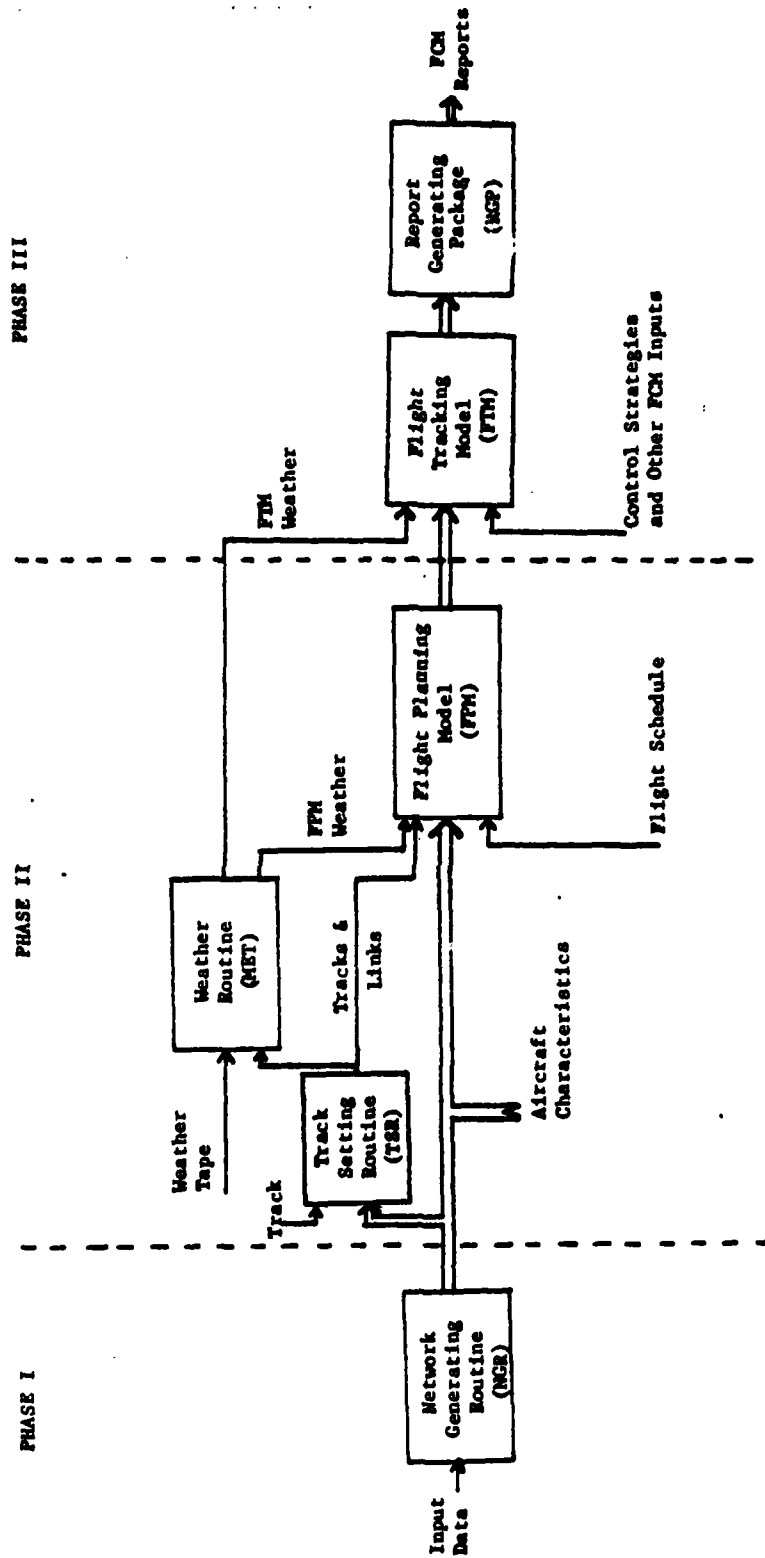 PHASE I
PHASE II
PHASE III
Input
Data
Network
Generating
Routine
(NGR)
Track
Track
Setting
Routine
(TSR)
Weather
Tape
Weather
Routine
(MET)
Tracks &
Links
FPM
Weather
Aircraft
Characteristics
Flight Planning
Model
(FPM)
Flight Schedule
FTM
Weather
Flight
Tracking
Model
(FTM)
Control Strategies
and Other FCM Inputs
Report
Generating
Package
(RGP)
FCM
Reports